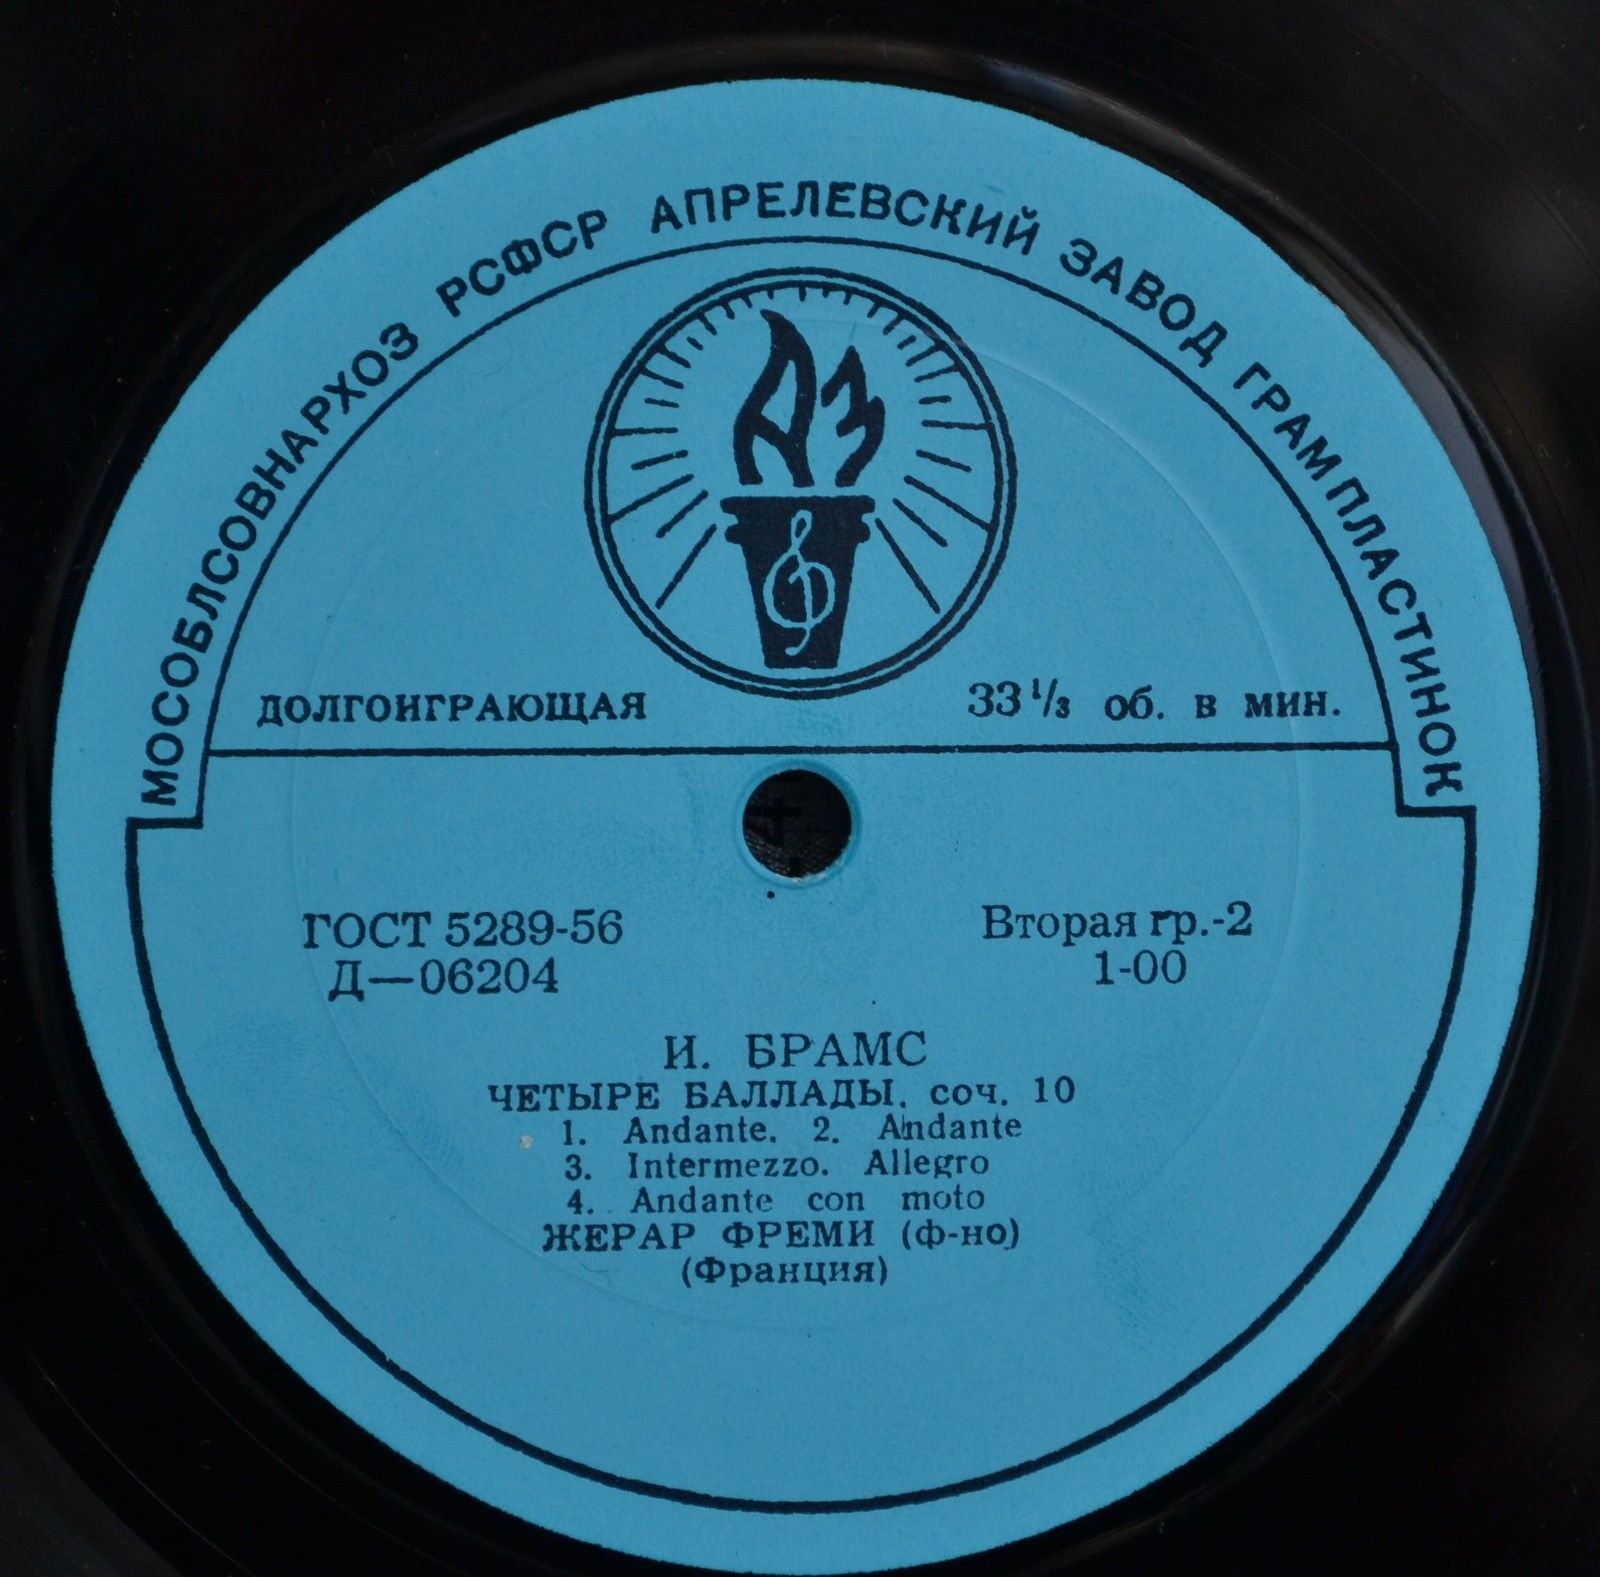 МОСОБЛСОВНАРХОЗ РСФСР АПРЕЛЕВСКИЙ ЗАВОД ГРАМПЛАСТИНОК
АЗ
ДОЛГОИГРАЮЩАЯ 33 1/3 об. в мин.
ГОСТ 5289-56 Вторая гр.-2
Д—06204 1-00
И. БРАМС
ЧЕТЫРЕ БАЛЛАДЫ, соч. 10
1. Andante. 2. Andante
3. Intermezzo. Allegro
4. Andante con moto
ЖЕРАР ФРЕМИ (ф-но)
(Франция)